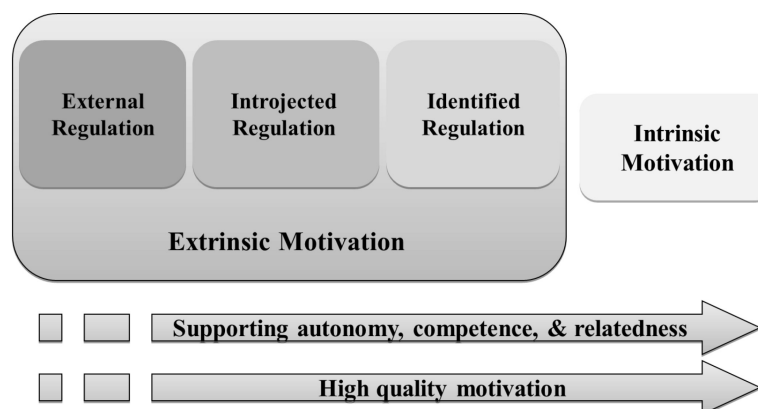 External
Regulation
Introjected
Regulation
Identified
Regulation
Intrinsic
Motivation
Extrinsic Motivation
Supporting autonomy, competence, & relatedness
High quality motivation